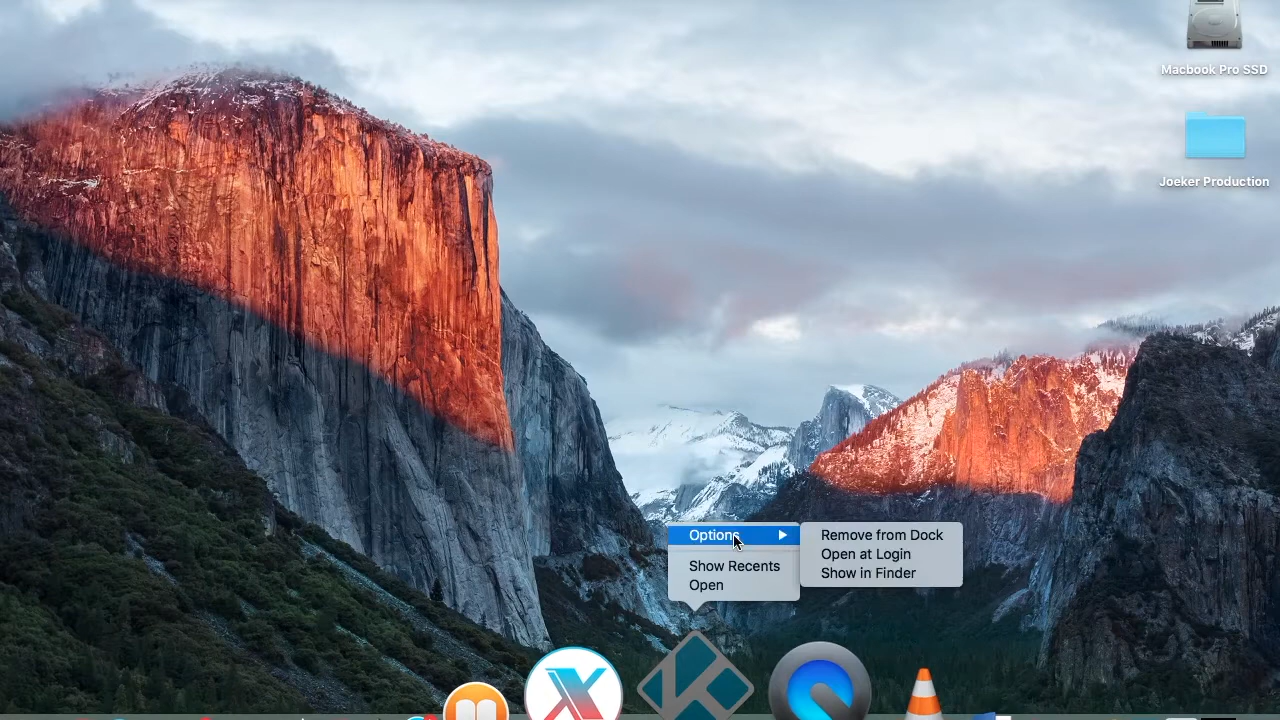 Macbook Pro SSD
Joeker Production
Options
Show Recents
Open
Remove from Dock
Open at Login
Show in Finder